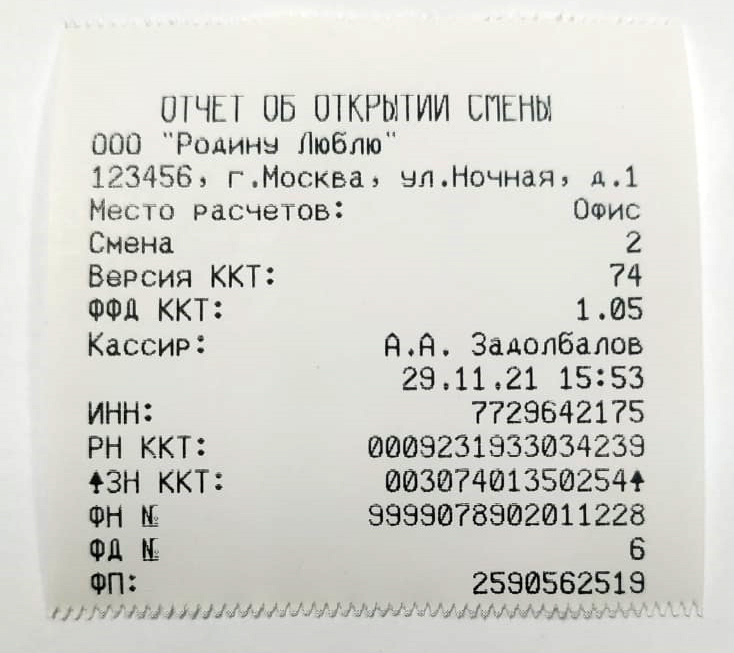 ОТЧЕТ ОБ ОТКРЫТИИ СМЕНЫ
ООО "Родину Люблю"
123456, г.Москва, ул.Ночная, д.1
Место расчетов: Офис
Смена 2
Версия ККТ: 74
ФФД ККТ: 1.05
Кассир: А.А. Задолбалов
29.11.21 15:53
ИНН: 7729642175
РН ККТ: 0009231933034239
↑ЗН ККТ: 00307401350254↑
ФН № 9999078902011228
ФД № 6
ФП: 2590562519